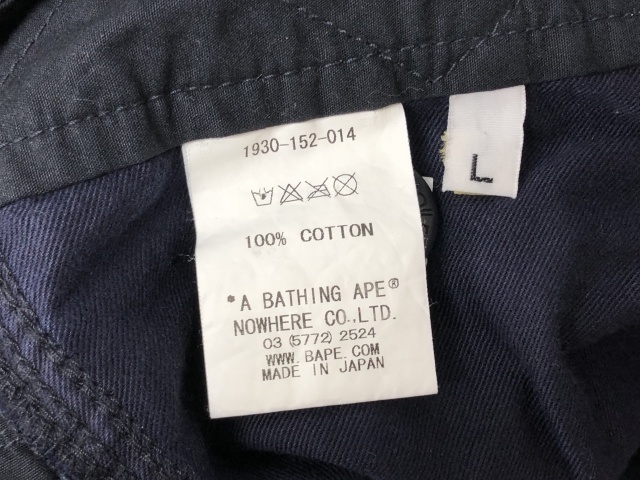 1930-152-014
100% COTTON
*A BATHING APE®
NOWHERE CO.,LTD.
03 (5772) 2524
WWW.BAPE.COM
MADE IN JAPAN
L